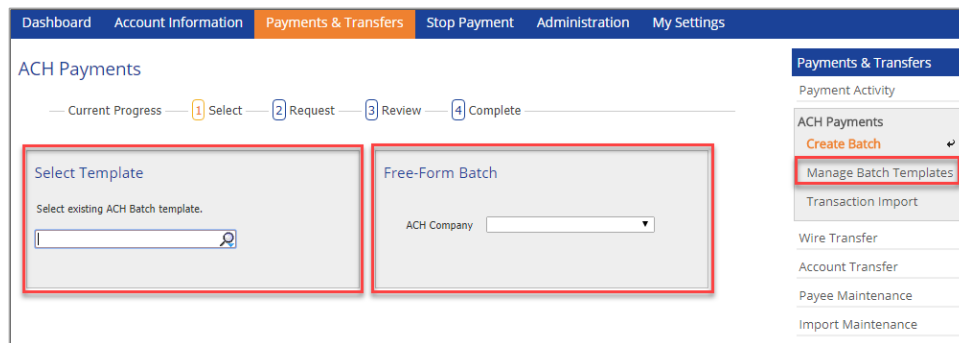 Dashboard Account Information Payments & Transfers Stop Payment Administration My Settings
ACH Payments
Current Progress 1 Select 2 Request 3 Review 4 Complete
Select Template
Select existing ACH Batch template.
Free-Form Batch
ACH Company
Payments & Transfers
Payment Activity
ACH Payments
Create Batch
Manage Batch Templates
Transaction Import
Wire Transfer
Account Transfer
Payee Maintenance
Import Maintenance